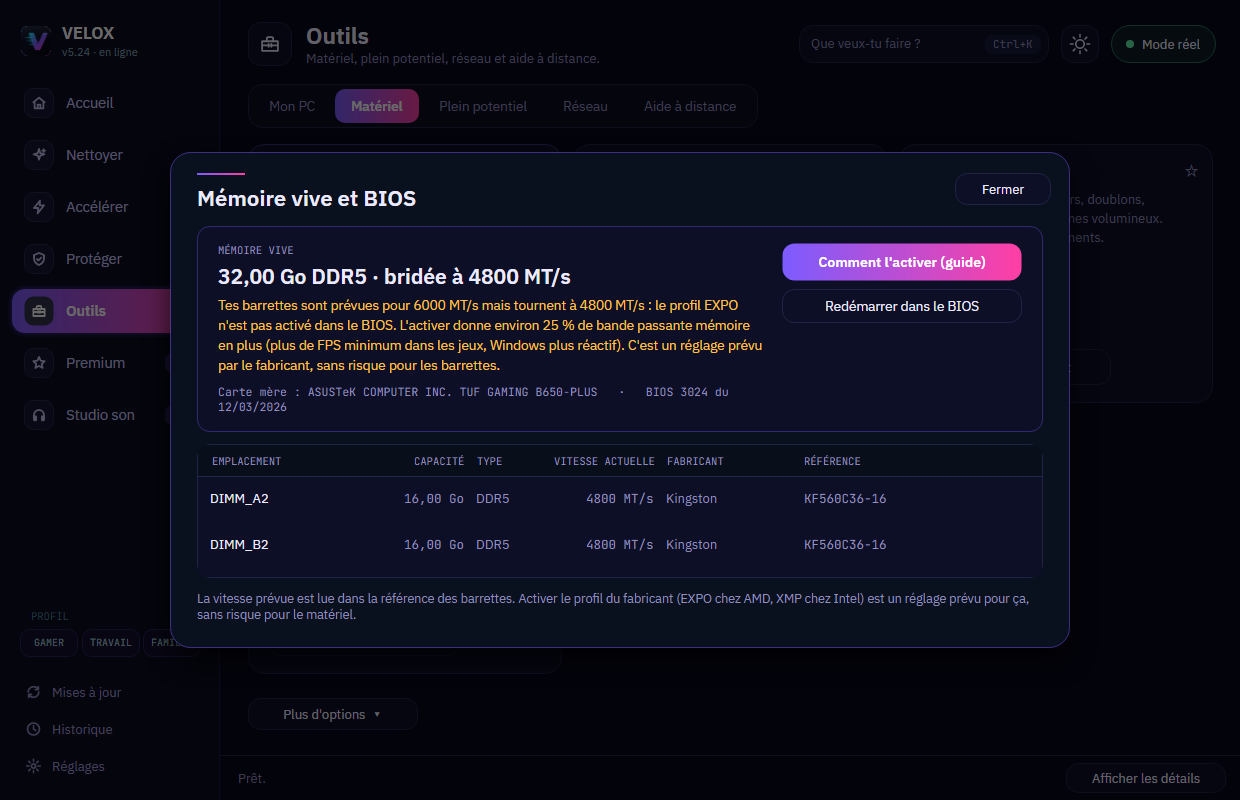 VELOX
v5.24 · en ligne
Outils
Matériel, plein potentiel, réseau et aide à distance.
Que veux-tu faire ?
Ctrl+K
Mode réel
Accueil
Nettoyer
Accélérer
Protéger
Outils
Premium
Studio son
Mon PC
Matériel
Plein potentiel
Réseau
Aide à distance
rs, doublons,
nes volumineux.
nents.
Mémoire vive et BIOS
Fermer
MÉMOIRE VIVE
32,00 Go DDR5 · bridée à 4800 MT/s
Tes barrettes sont prévues pour 6000 MT/s mais tournent à 4800 MT/s : le profil EXPO
n'est pas activé dans le BIOS. L'activer donne environ 25 % de bande passante mémoire
en plus (plus de FPS minimum dans les jeux, Windows plus réactif). C'est un réglage prévu
par le fabricant, sans risque pour les barrettes.
Carte mère : ASUSTeK COMPUTER INC. TUF GAMING B650-PLUS · BIOS 3024 du
12/03/2026
Comment l'activer (guide)
Redémarrer dans le BIOS
EMPLACEMENT CAPACITÉ TYPE VITESSE ACTUELLE FABRICANT RÉFÉRENCE
DIMM_A2 16,00 Go DDR5 4800 MT/s Kingston KF560C36-16
DIMM_B2 16,00 Go DDR5 4800 MT/s Kingston KF560C36-16
La vitesse prévue est lue dans la référence des barrettes. Activer le profil du fabricant (EXPO chez AMD, XMP chez Intel) est un réglage prévu pour ça,
sans risque pour le matériel.
PROFIL
GAMER TRAVAIL FAMI
Mises à jour
Historique
Réglages
Plus d'options
Prêt.
Afficher les détails